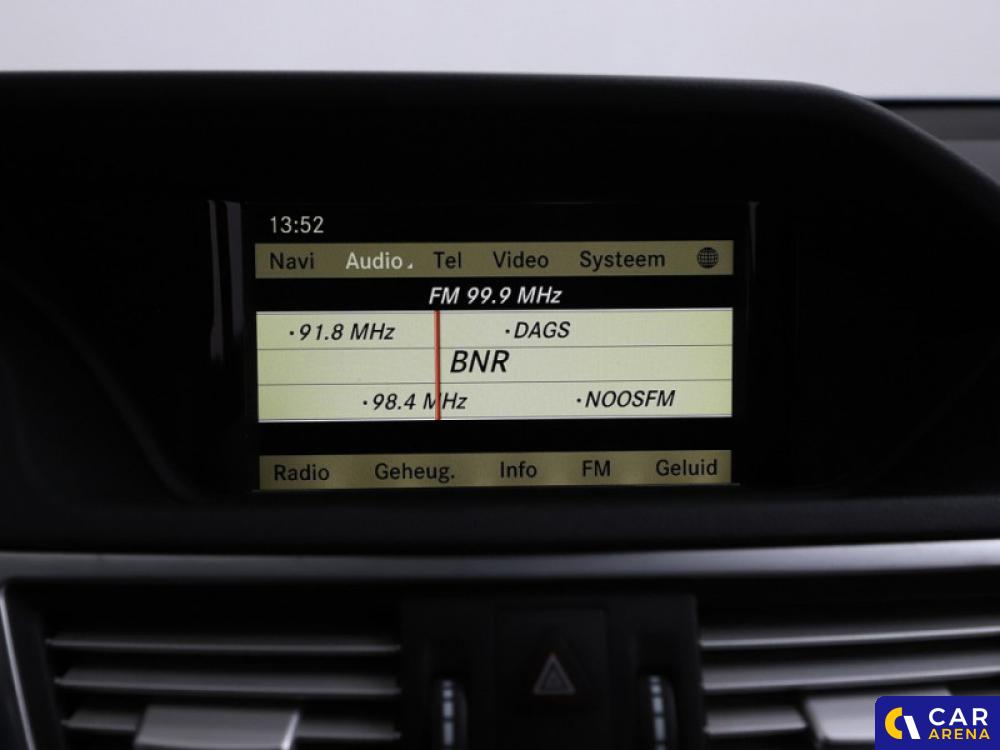 13:52
Navi Audio Tel Video Systeem
FM 99.9 MHz
·91.8 MHz ·DAGS
BNR
·98.4 MHz ·NOOSFM
Radio Geheug. Info FM Geluid
CAR
ARENA